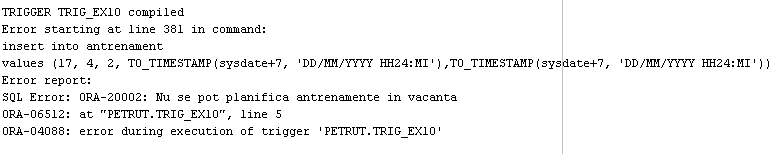 TRIGGER TRIG_EX10 compiled
Error starting at line 381 in command:
insert into antrenament
values (17, 4, 2, TO_TIMESTAMP(sysdate+7, 'DD/MM/YYYY HH24:MI'),TO_TIMESTAMP(sysdate+7, 'DD/MM/YYYY HH24:MI'))
Error report:
SQL Error: ORA-20002: Nu se pot planifica antrenamente in vacanta
ORA-06512: at "PETRUT.TRIG_EX10", line 5
ORA-04088: error during execution of trigger 'PETRUT.TRIG_EX10'